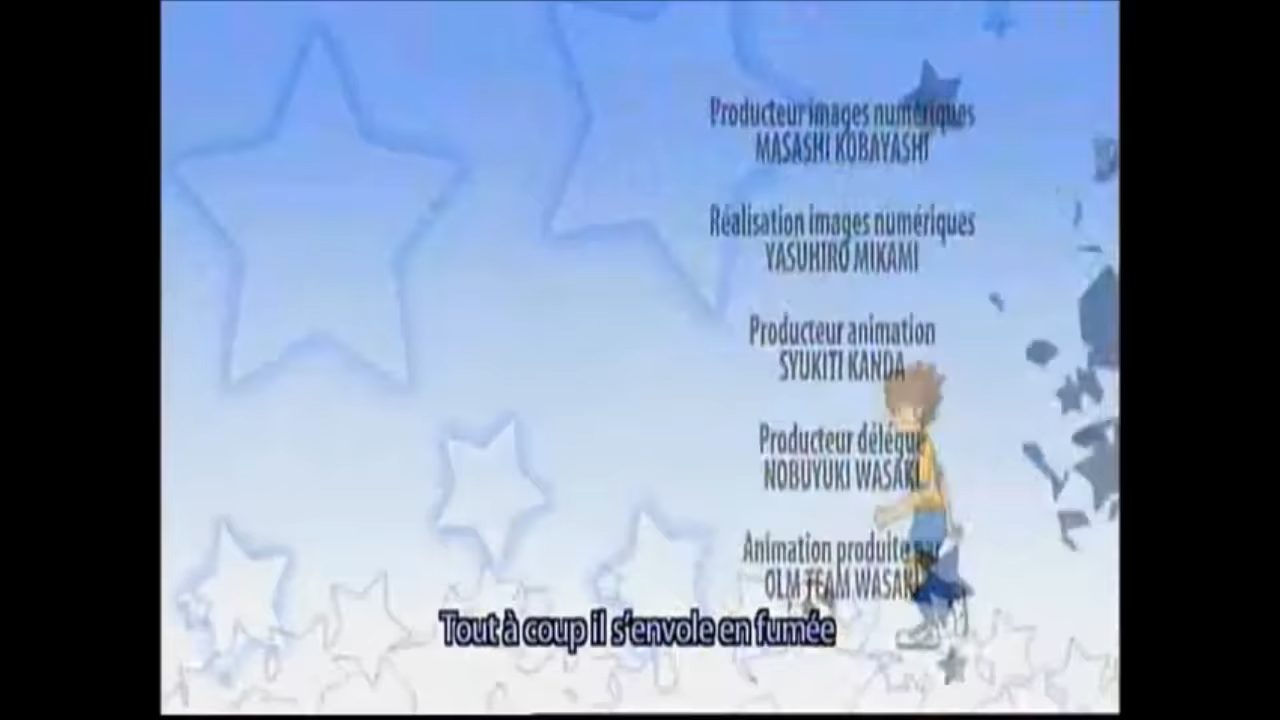 Producteur images numériques
MASASHI KOBAYASHI
Réalisation images numériques
YASUHIRO MIKAMI
Producteur animation
SYUKITI KANDA
Producteur délégué
NOBUYUKI WASAKI
Animation produite par
OLM TEAM WASAKI
Tout à coup il s'envole en fumée